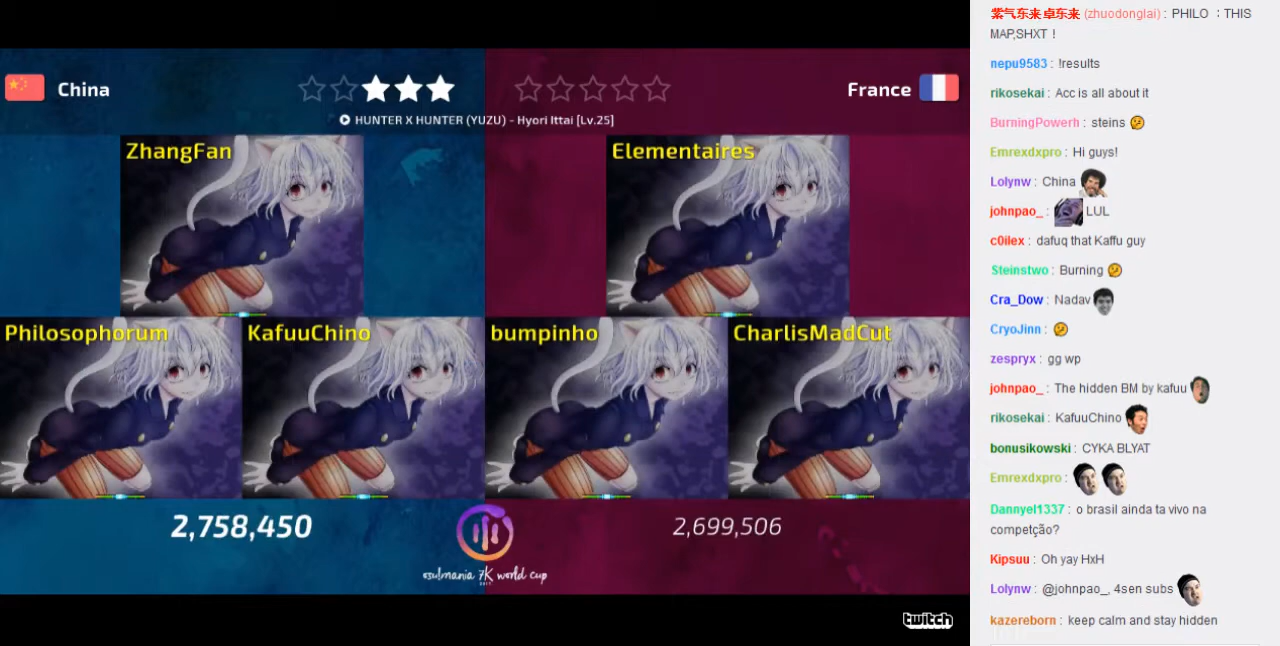 China
France
HUNTER X HUNTER (YUZU) - Hyori Ittai [Lv.25]
ZhangFan
Elementaires
Philosophorum
KafuuChino
bumpinho
CharlisMadCut
2,758,450
2,699,506
osu!mania 7K world cup
twitch
紫气东来卓东来 (zhuodonglai) : PHILO ：THIS
MAP,SHXT！
nepu9583 : !results
rikosekai : Acc is all about it
BurningPowerh : steins
Emrexdxpro : Hi guys!
Lolynw : China
johnpao_ : LUL
c0ilex : dafuq that Kaffu guy
Steinstwo : Burning
Cra_Dow : Nadav
CryoJinn :
zespryx : gg wp
johnpao_ : The hidden BM by kafuu
rikosekai : KafuuChino
bonusikowski : CYKA BLYAT
Emrexdxpro :
Dannyel1337 : o brasil ainda ta vivo na
competção?
Kipsuu : Oh yay HxH
Lolynw : @johnpao_, 4sen subs
kazereborn : keep calm and stay hidden